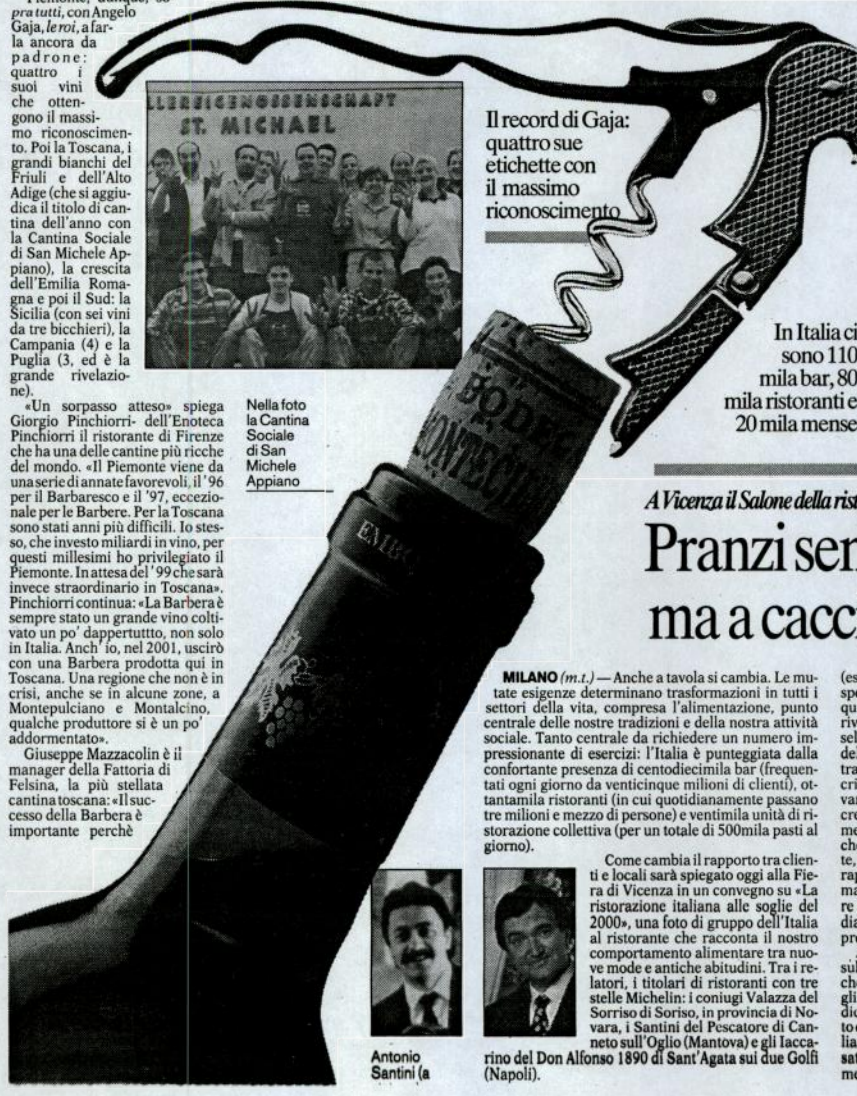 pra tutti, con Angelo
Gaja, le roi, a far-
la ancora da
padrone:
quattro i
suoi vini
che otten-
gono il massi-
mo riconoscimen-
to. Poi la Toscana, i
grandi bianchi del
Friuli e dell'Alto
Adige (che si aggiu-
dica il titolo di can-
tina dell'anno con
la Cantina Sociale
di San Michele Ap-
piano), la crescita
dell'Emilia Roma-
gna e poi il Sud: la
Sicilia (con sei vini
da tre bicchieri), la
Campania (4) e la
Puglia (3, ed è la
grande rivelazio-
ne).
«Un sorpasso atteso» spiega
Giorgio Pinchiorri- dell'Enoteca
Pinchiorri il ristorante di Firenze
che ha una delle cantine più ricche
del mondo. «Il Piemonte viene da
una serie di annate favorevoli, il '96
per il Barbaresco e il '97, eccezio-
nale per le Barbere. Per la Toscana
sono stati anni più difficili. Io stes-
so, che investo miliardi in vino, per
questi millesimi ho privilegiato il
Piemonte. In attesa del '99 che sarà
invece straordinario in Toscana».
Pinchiorri continua: «La Barbera è
sempre stato un grande vino colti-
vato un po' dappertuttto, non solo
in Italia. Anch' io, nel 2001, uscirò
con una Barbera prodotta qui in
Toscana. Una regione che non è in
crisi, anche se in alcune zone, a
Montepulciano e Montalcino,
qualche produttore si è un po'
addormentato».
Giuseppe Mazzacolin è il
manager della Fattoria di
Felsina, la più stellata
cantina toscana: «Il suc-
cesso della Barbera è
importante perchè
LLEREIGENOSSENSCHAFT
ST. MICHAEL
Nella foto
la Cantina
Sociale
di San
Michele
Appiano
Il record di Gaja:
quattro sue
etichette con
il massimo
riconoscimento
BODEG
MONTECI
EMBO
In Italia ci
sono 110
mila bar, 80
mila ristoranti e
20 mila mense
A Vicenza il Salone della rist
Pranzi sen
ma a cacc
MILANO (m.t.) — Anche a tavola si cambia. Le mu-
tate esigenze determinano trasformazioni in tutti i
settori della vita, compresa l'alimentazione, punto
centrale delle nostre tradizioni e della nostra attività
sociale. Tanto centrale da richiedere un numero im-
pressionante di esercizi: l'Italia è punteggiata dalla
confortante presenza di centodiecimila bar (frequen-
tati ogni giorno da venticinque milioni di clienti), ot-
tantamila ristoranti (in cui quotidianamente passano
tre milioni e mezzo di persone) e ventimila unità di ri-
storazione collettiva (per un totale di 500mila pasti al
giorno).
Come cambia il rapporto tra clien-
ti e locali sarà spiegato oggi alla Fie-
ra di Vicenza in un convegno su «La
ristorazione italiana alle soglie del
2000», una foto di gruppo dell'Italia
al ristorante che racconta il nostro
comportamento alimentare tra nuo-
ve mode e antiche abitudini. Tra i re-
latori, i titolari di ristoranti con tre
stelle Michelin: i coniugi Valazza del
Sorriso di Soriso, in provincia di No-
vara, i Santini del Pescatore di Can-
neto sull'Oglio (Mantova) e gli Iacca-
rino del Don Alfonso 1890 di Sant'Agata sui due Golfi
(Napoli).
Antonio
Santini (a